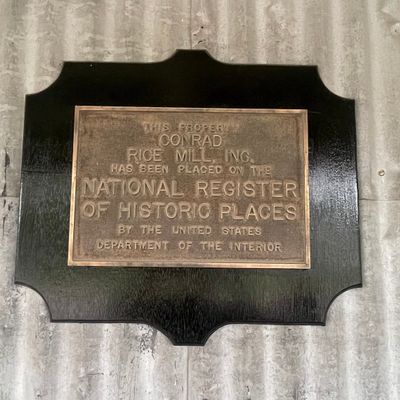 THIS PROPERTY
CONRAD
RICE MILL, INC.
HAS BEEN PLACED ON THE
NATIONAL REGISTER
OF HISTORIC PLACES
BY THE UNITED STATES
DEPARTMENT OF THE INTERIOR